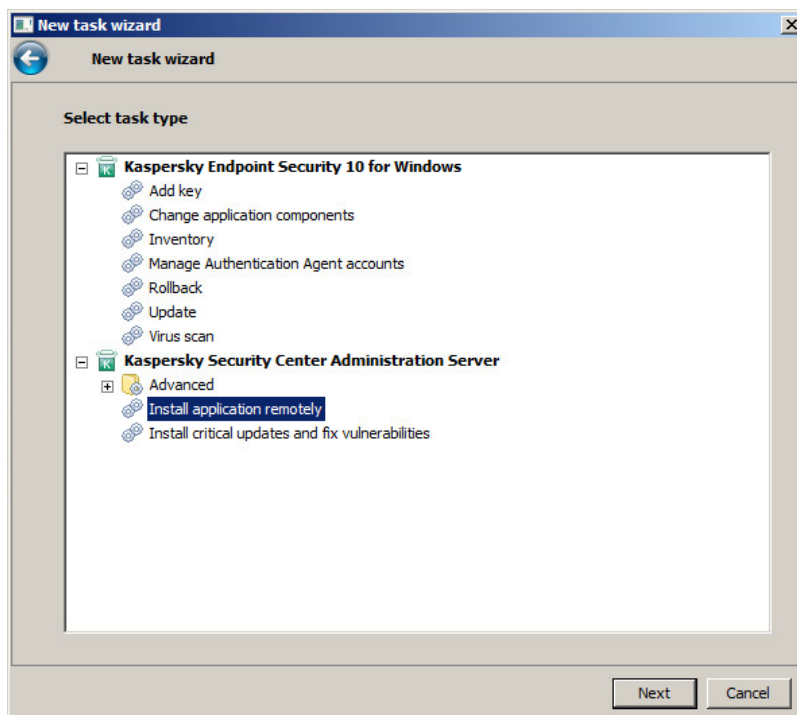 New task wizard
New task wizard
Select task type
Kaspersky Endpoint Security 10 for Windows
Add key
Change application components
Inventory
Manage Authentication Agent accounts
Rollback
Update
Virus scan
Kaspersky Security Center Administration Server
Advanced
Install application remotely
Install critical updates and fix vulnerabilities
Next Cancel